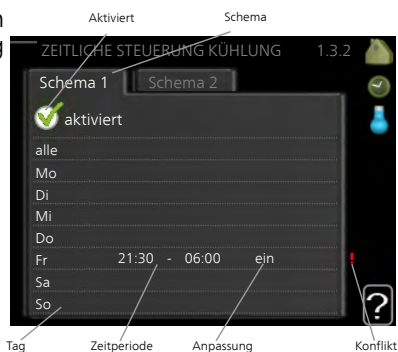 Aktiviert Schema
n
g
ZEITLICHE STEUERUNG KÜHLUNG 1.3.2
Schema 1 Schema 2
aktiviert
alle
Mo
Di
Mi
Do
Fr 21:30 - 06:00 ein !
Sa
So
?
Tag Zeitperiode Anpassung Konflikt